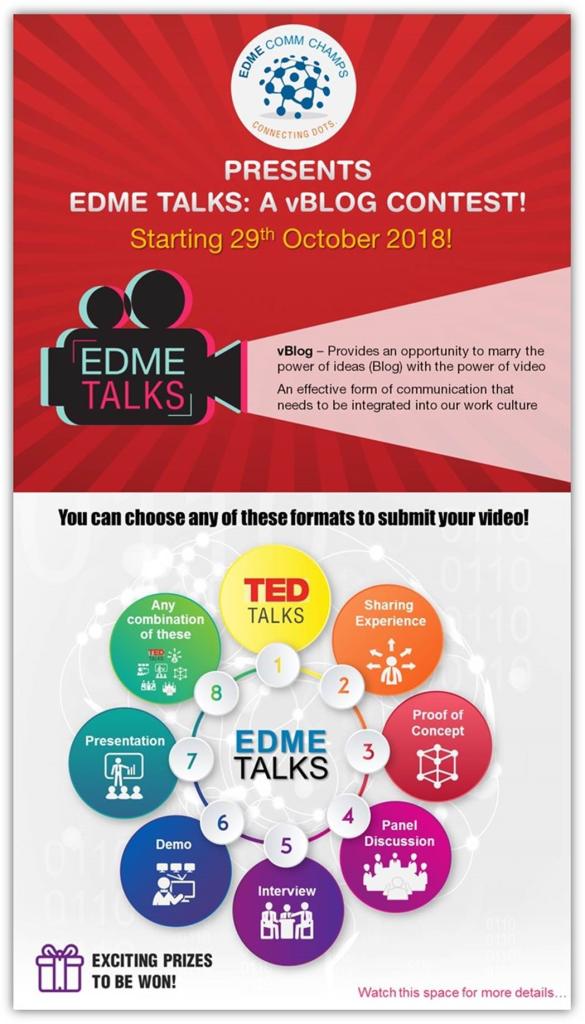 EDME COMM CHAMPS
CONNECTING DOTS.
PRESENTS
EDME TALKS: A vBLOG CONTEST!
Starting 29th October 2018!
EDME
TALKS
vBlog – Provides an opportunity to marry the
power of ideas (Blog) with the power of video
An effective form of communication that
needs to be integrated into our work culture
You can choose any of these formats to submit your video!
TED
TALKS
1
Sharing
Experience
2
Proof of
Concept
3
Panel
Discussion
4
Interview
5
Demo
6
Presentation
7
Any
combination
of these
TED
TALKS
8
EDME
TALKS
EXCITING PRIZES
TO BE WON!
Watch this space for more details...